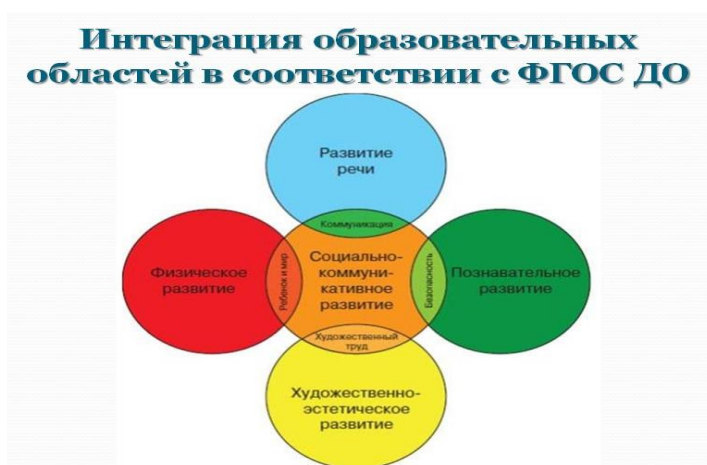 Интеграция образовательных
областей в соответствии с ФГОС ДО
Развитие
речи
Коммуникация
Физическое
развитие
Ребенок и мир
Социально-
коммуни-
кативное
развитие
Безопасность
Познавательное
развитие
Художественный
труд
Художественно-
эстетическое
развитие